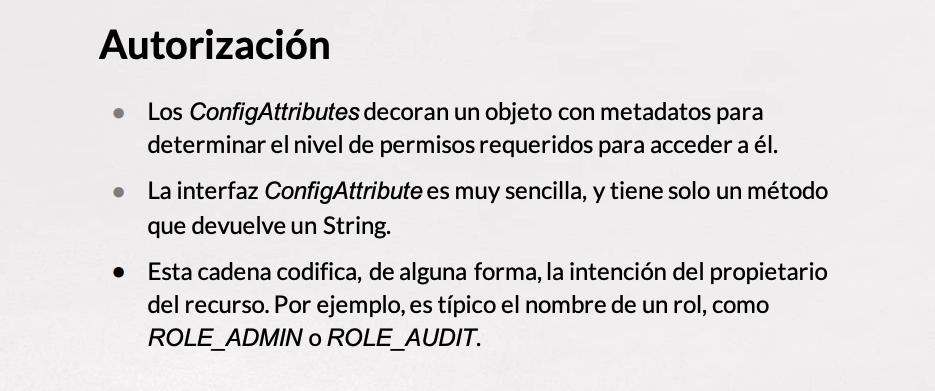 Autorización
● Los ConfigAttributes decoran un objeto con metadatos para
determinar el nivel de permisos requeridos para acceder a él.
● La interfaz ConfigAttribute es muy sencilla, y tiene solo un método
que devuelve un String.
● Esta cadena codifica, de alguna forma, la intención del propietario
del recurso. Por ejemplo, es típico el nombre de un rol, como
ROLE_ADMIN o ROLE_AUDIT.